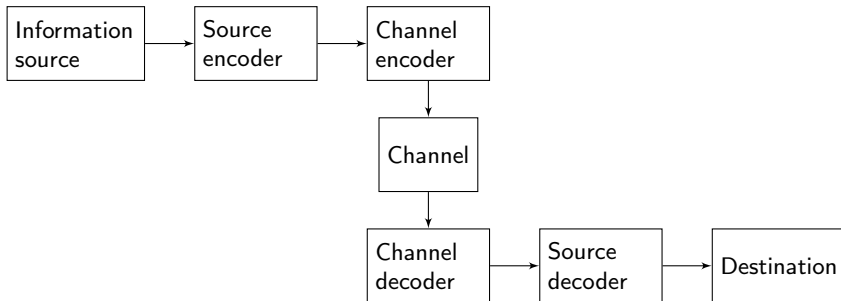 Information
source
Source
encoder
Channel
encoder
Channel
Channel
decoder
Source
decoder
Destination